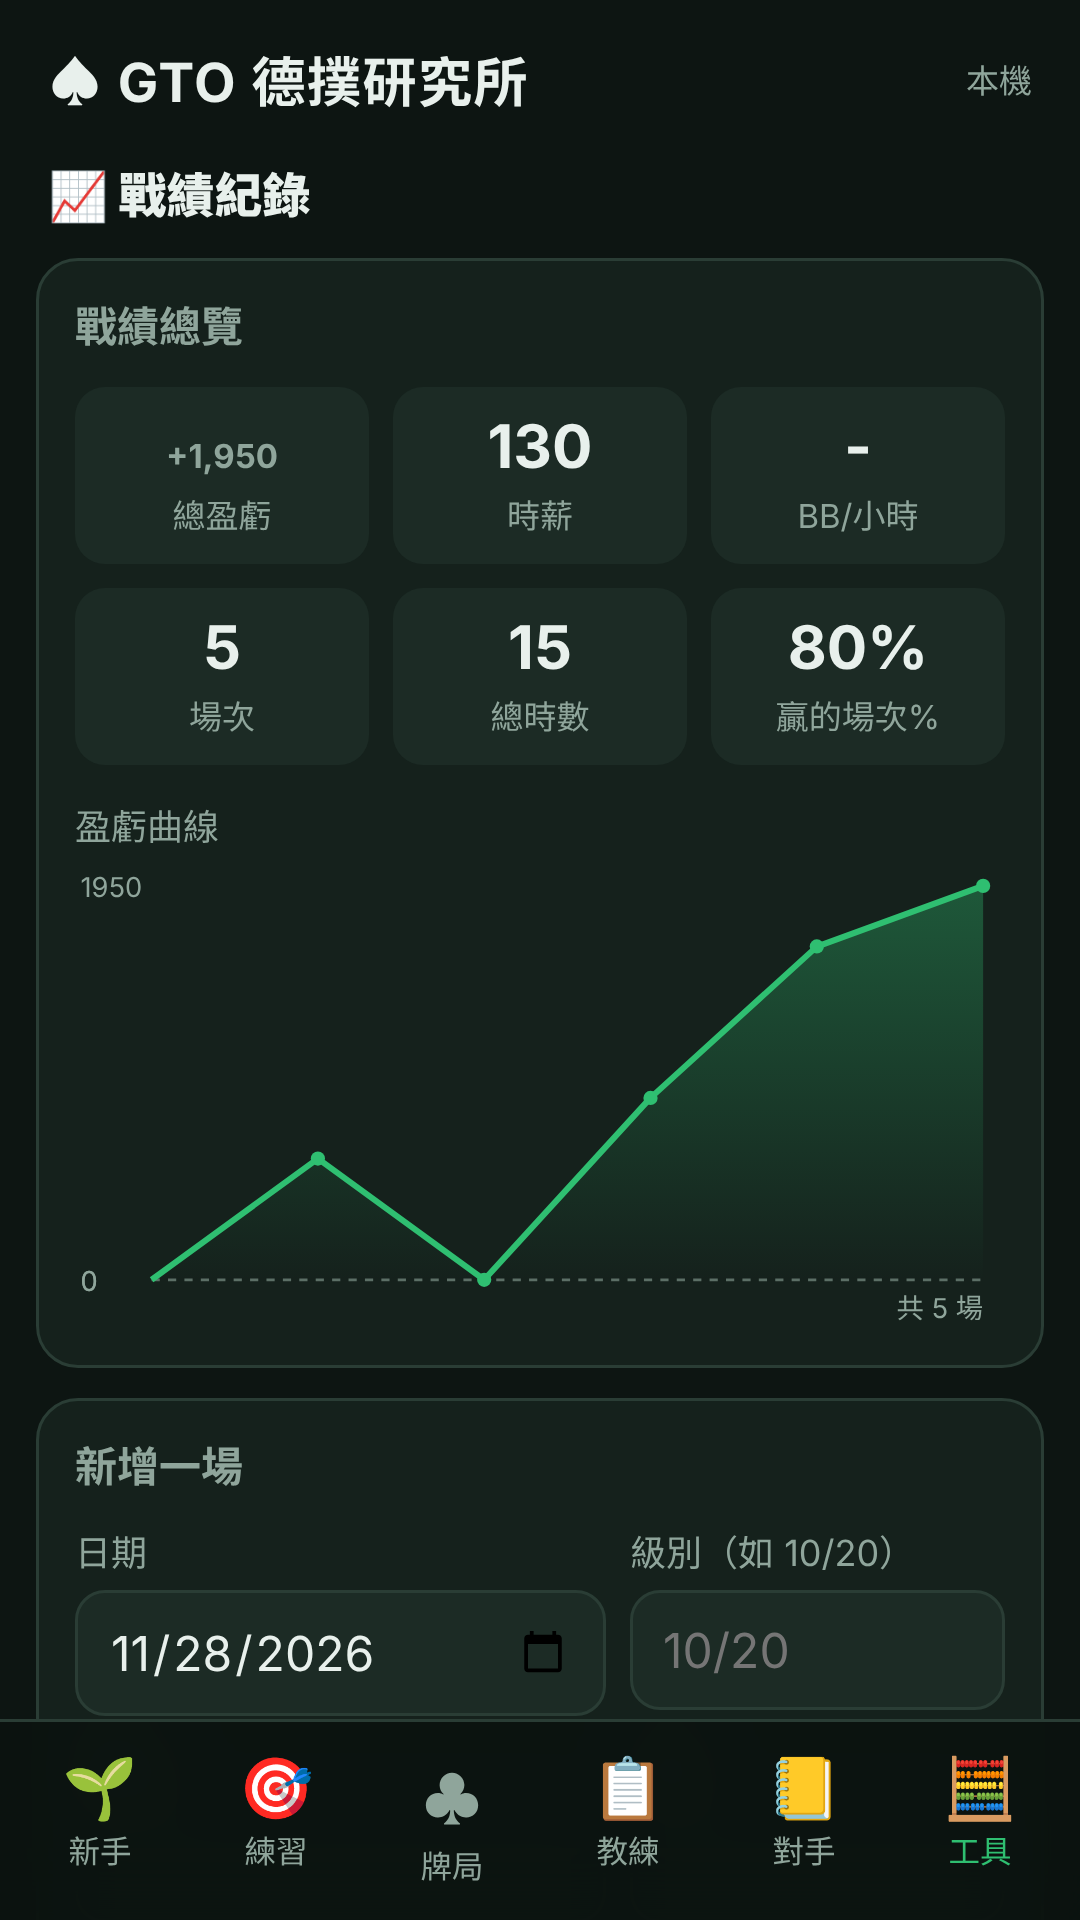 GTO 德撲研究所
本機
戰績紀錄
戰績總覽
+1,950
總盈虧
130
時薪
-
BB/小時
5
場次
15
總時數
80%
贏的場次%
盈虧曲線
1950
0
共 5 場
新增一場
日期
級別（如 10/20）
11/28/2026
10/20
新手
練習
牌局
教練
對手
工具